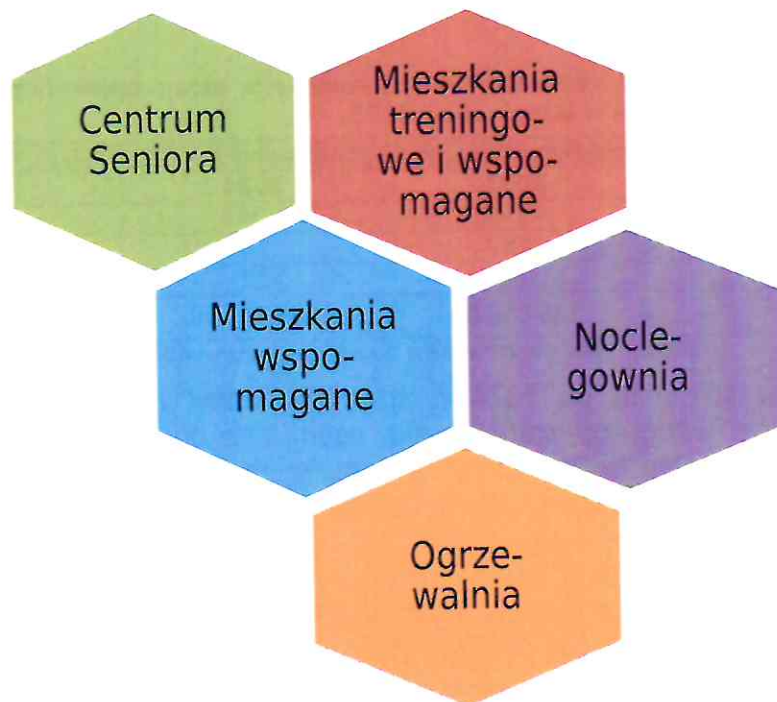 Centrum
Seniora
Mieszkania
treningo-
we i wspo-
magane
Mieszkania
wspo-
magane
Nocle-
gownia
Ogrze-
walnia